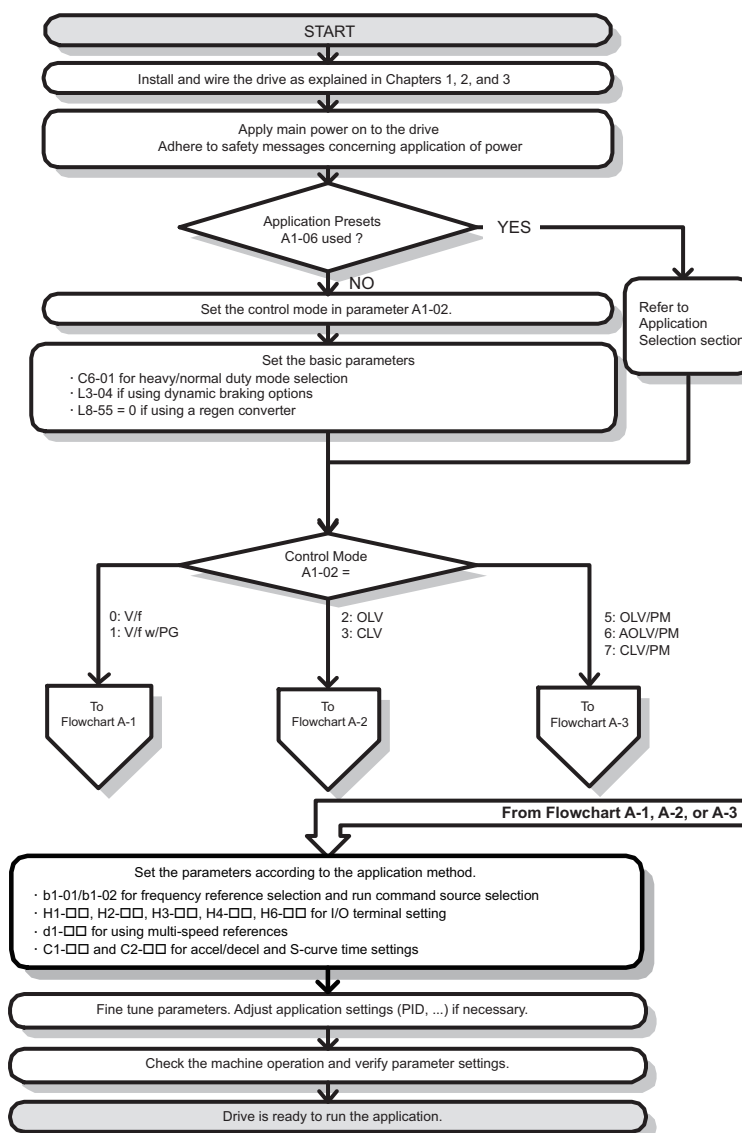 START
Install and wire the drive as explained in Chapters 1, 2, and 3
Apply main power on to the drive
Adhere to safety messages concerning application of power
Application Presets
A1-06 used ?
YES
NO
Set the control mode in parameter A1-02.
Refer to
Application
Selection section
Set the basic parameters
· C6-01 for heavy/normal duty mode selection
· L3-04 if using dynamic braking options
· L8-55 = 0 if using a regen converter
Control Mode
A1-02 =
0: V/f
1: V/f w/PG
2: OLV
3: CLV
5: OLV/PM
6: AOLV/PM
7: CLV/PM
To
Flowchart A-1
To
Flowchart A-2
To
Flowchart A-3
From Flowchart A-1, A-2, or A-3
Set the parameters according to the application method.
· b1-01/b1-02 for frequency reference selection and run command source selection
· H1-□□, H2-□□, H3-□□, H4-□□, H6-□□ for I/O terminal setting
· d1-□□ for using multi-speed references
· C1-□□ and C2-□□ for accel/decel and S-curve time settings
Fine tune parameters. Adjust application settings (PID, ...) if necessary.
Check the machine operation and verify parameter settings.
Drive is ready to run the application.